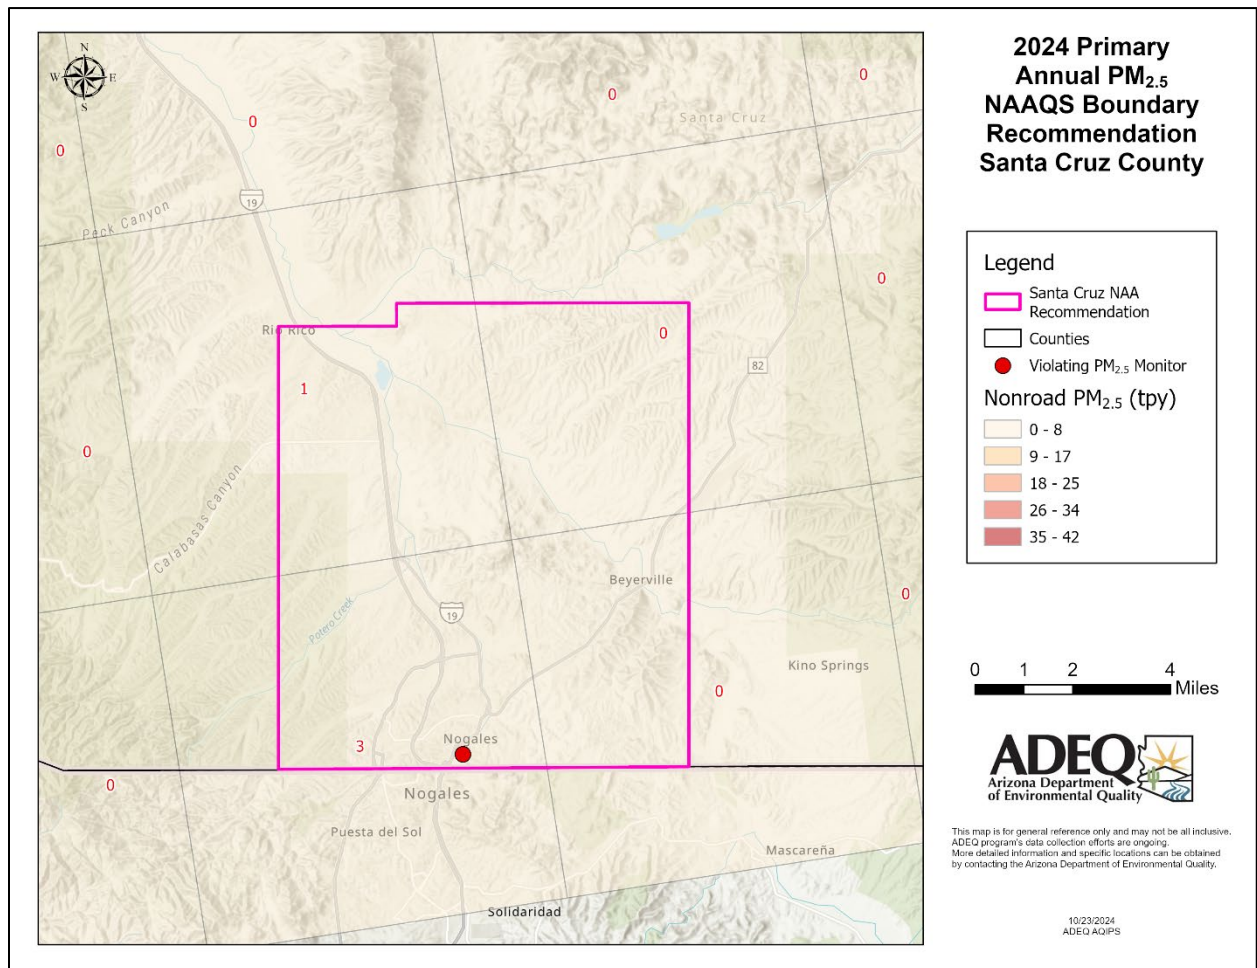 2024 Primary
Annual PM2.5
NAAQS Boundary
Recommendation
Santa Cruz County
N
W
E
S
0
0
0
0
Santa Cruz
19
Peck Canyon
0
Rio Rico
0
82
1
0
Calabasas Canyon
Beyerville
0
Potero Creek
19
Kino Springs
0
Nogales
3
0
Nogales
Puesta del Sol
Mascareña
Solidaridad
Legend
Santa Cruz NAA
Recommendation
Counties
Violating PM2.5 Monitor
Nonroad PM2.5 (tpy)
0 - 8
9 - 17
18 - 25
26 - 34
35 - 42
0 1 2 4
Miles
ADEQ
Arizona Department
of Environmental Quality
This map is for general reference only and may not be all inclusive.
ADEQ program's data collection efforts are ongoing.
More detailed information and specific locations can be obtained
by contacting the Arizona Department of Environmental Quality.
10/23/2024
ADEQ AQIPS